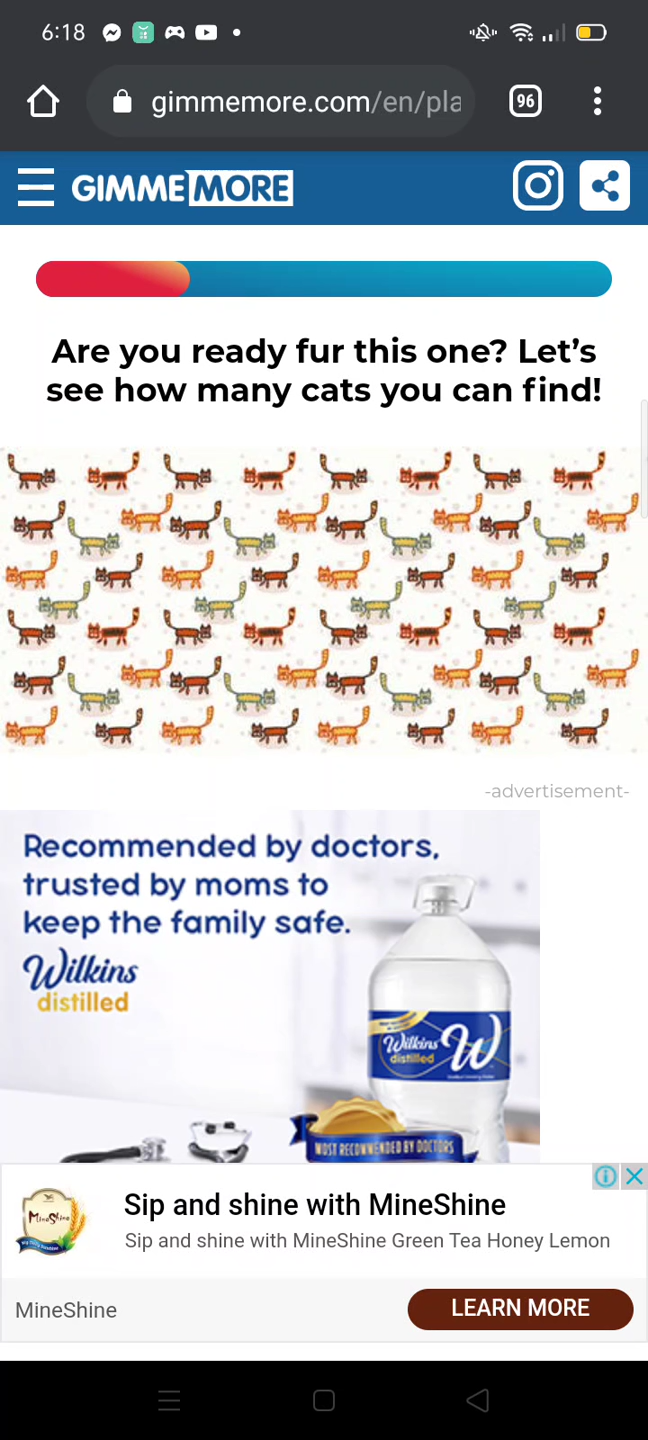 6:18
96
gimmemore.com/en/pla
GIMMEMORE
Are you ready fur this one? Let's
see how many cats you can find!
-advertisement-
Recommended by doctors,
trusted by moms to
keep the family safe.
Wilkins
distilled
Wilkins
distilled
W
MOST RECOMMENDED BY DOCTORS
Sip and shine with MineShine
MineShine
Sip and shine with MineShine Green Tea Honey Lemon
MineShine
LEARN MORE